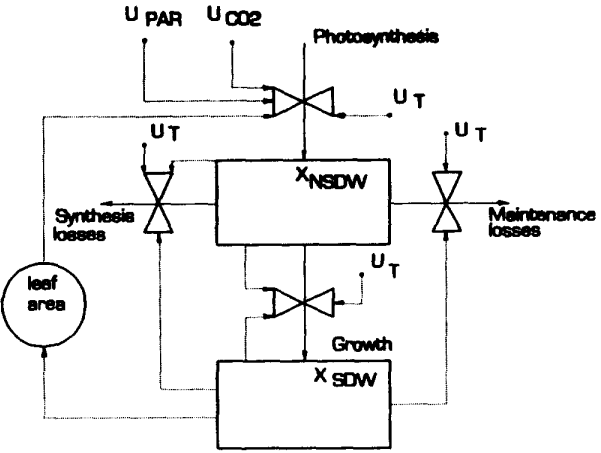 U PAR
U CO2
Photosynthesis
U T
U T
U T
X NSDW
Synthesis
losses
Maintenance
losses
leaf
area
U T
Growth
X SDW